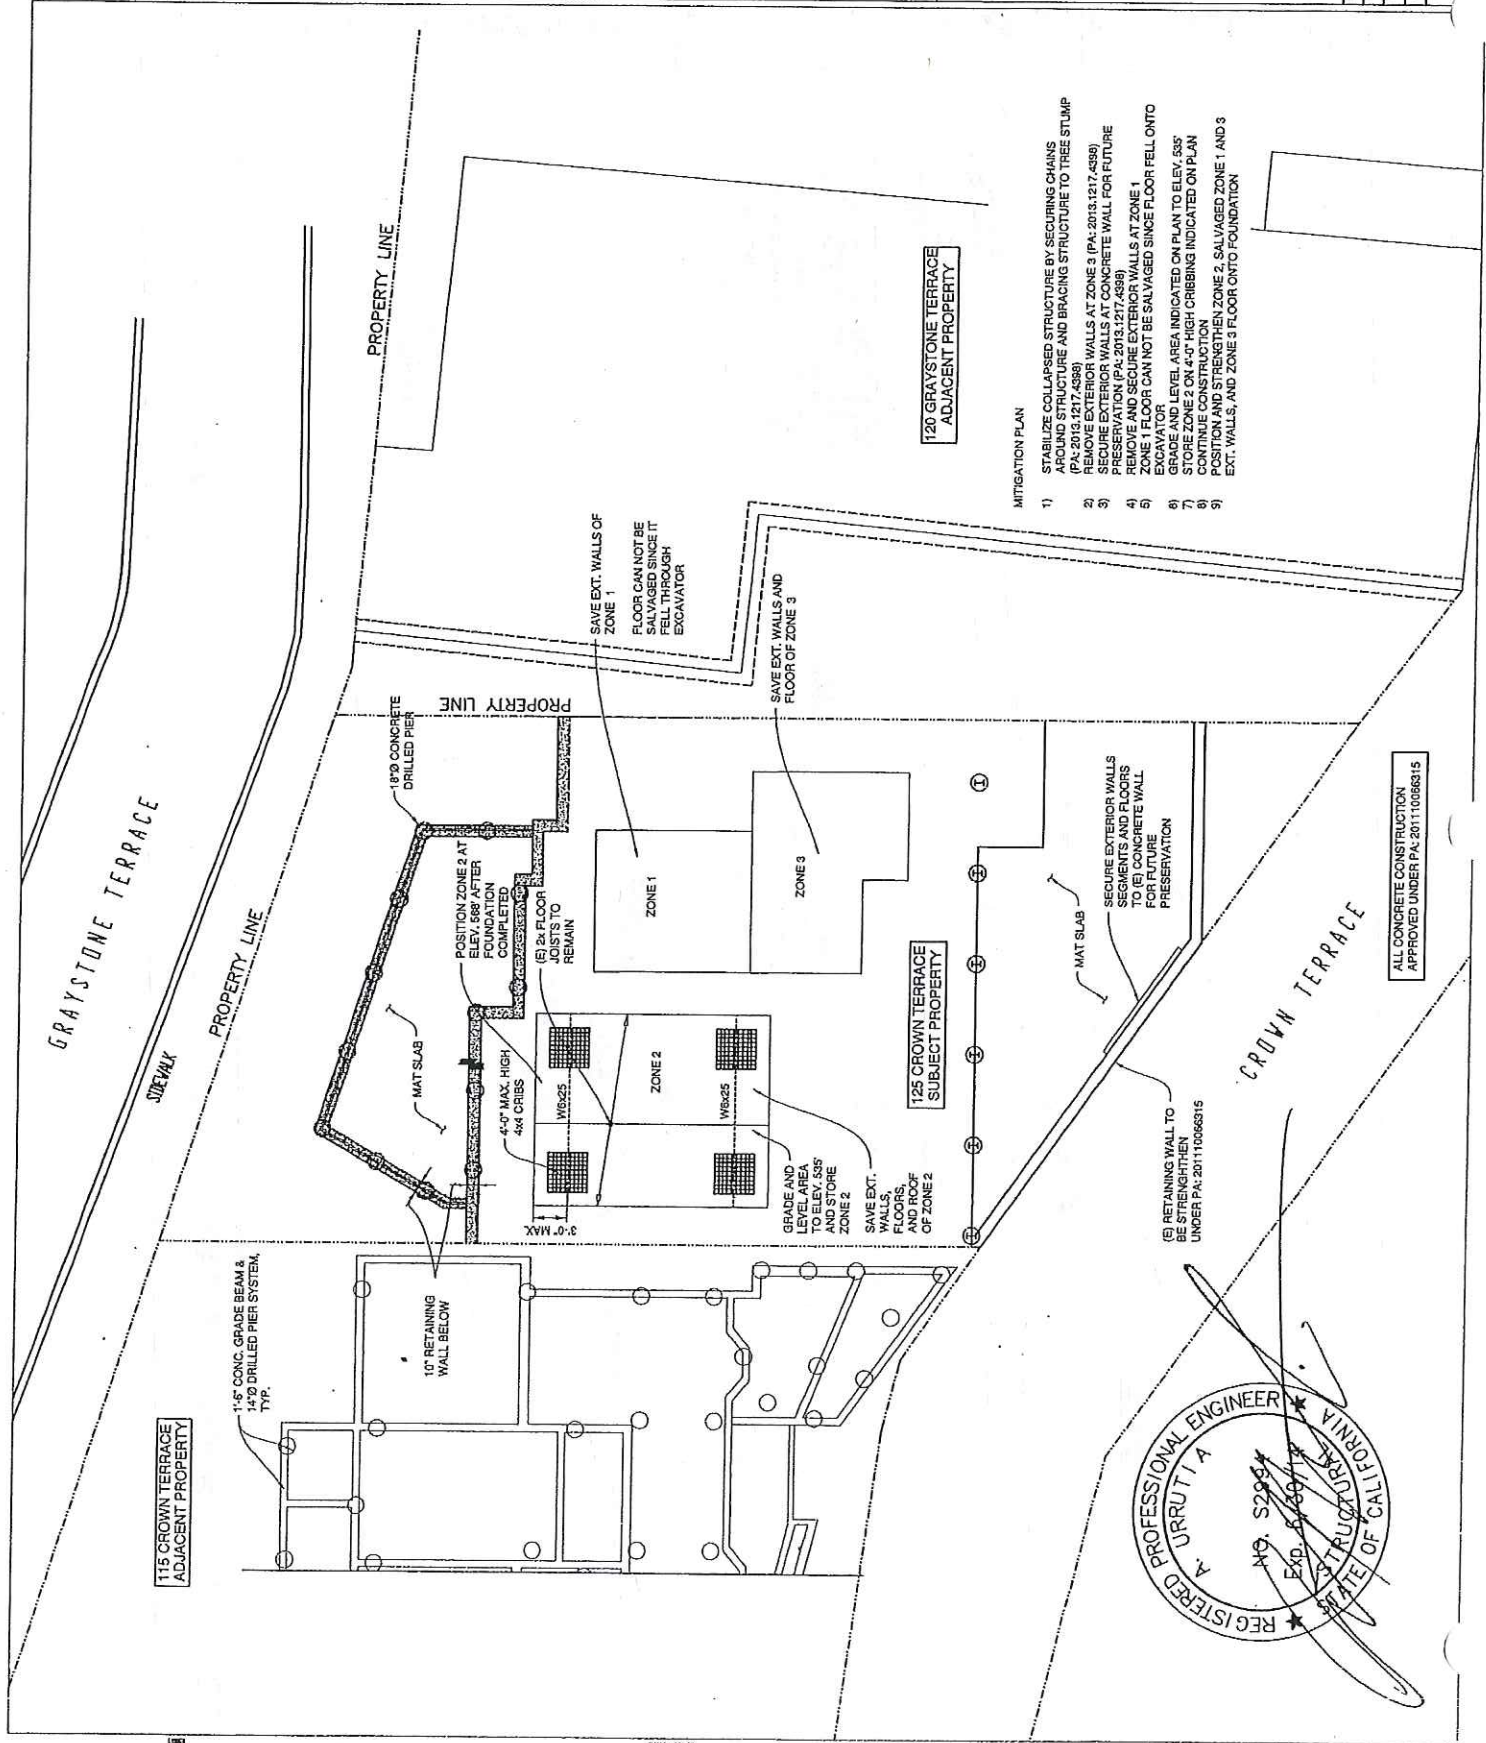 GRAYSTONE TERRACE
SIDEWALK
PROPERTY LINE
PROPERTY LINE
PROPERTY LINE
115 CROWN TERRACE
ADJACENT PROPERTY
1'-6" CONC. GRADE BEAM &
14"Ø DRILLED PIER SYSTEM,
TYP.
10" RETAINING
WALL BELOW
18"Ø CONCRETE
DRILLED PIER
MAT SLAB
POSITION ZONE 2 AT
ELEV. 568' AFTER
FOUNDATION
COMPLETED
(E) 2x FLOOR
JOISTS TO
REMAIN
4'-0" MAX. HIGH
4x4 CRIBS
3'-0" MAX.
W6x25
ZONE 2
W6x25
GRADE AND
LEVEL AREA
TO ELEV. 535'
AND STORE
ZONE 2
SAVE EXT.
WALLS,
FLOORS,
AND ROOF
OF ZONE 2
ZONE 1
ZONE 3
SAVE EXT. WALLS OF
ZONE 1
FLOOR CAN NOT BE
SALVAGED SINCE IT
FELL THROUGH
EXCAVATOR
SAVE EXT. WALLS AND
FLOOR OF ZONE 3
125 CROWN TERRACE
SUBJECT PROPERTY
120 GRAYSTONE TERRACE
ADJACENT PROPERTY
MITIGATION PLAN
1) STABILIZE COLLAPSED STRUCTURE BY SECURING CHAINS
AROUND STRUCTURE AND BRACING STRUCTURE TO TREE STUMP
(PA: 2013.1217.4398)
2) REMOVE EXTERIOR WALLS AT ZONE 3 (PA: 2013.1217.4398)
3) SECURE EXTERIOR WALLS AT CONCRETE WALL FOR FUTURE
PRESERVATION (PA: 2013.1217.4398)
4) REMOVE AND SECURE EXTERIOR WALLS AT ZONE 1
5) ZONE 1 FLOOR CAN NOT BE SALVAGED SINCE FLOOR FELL ONTO
EXCAVATOR
6) GRADE AND LEVEL AREA INDICATED ON PLAN TO ELEV. 535'
7) STORE ZONE 2 ON 4'-0" HIGH CRIBBING INDICATED ON PLAN
8) CONTINUE CONSTRUCTION
9) POSITION AND STRENGTHEN ZONE 2, SALVAGED ZONE 1 AND 3
EXT. WALLS, AND ZONE 3 FLOOR ONTO FOUNDATION
MAT SLAB
SECURE EXTERIOR WALLS
SEGMENTS AND FLOORS
TO (E) CONCRETE WALL
FOR FUTURE
PRESERVATION
(E) RETAINING WALL TO
BE STRENGHTHEN
UNDER PA: 201110066315
CROWN TERRACE
ALL CONCRETE CONSTRUCTION
APPROVED UNDER PA: 201110066315
REGISTERED PROFESSIONAL ENGINEER
A. URRUTIA
NO. S2994
Exp. 6/30/
STRUCTURAL
STATE OF CALIFORNIA